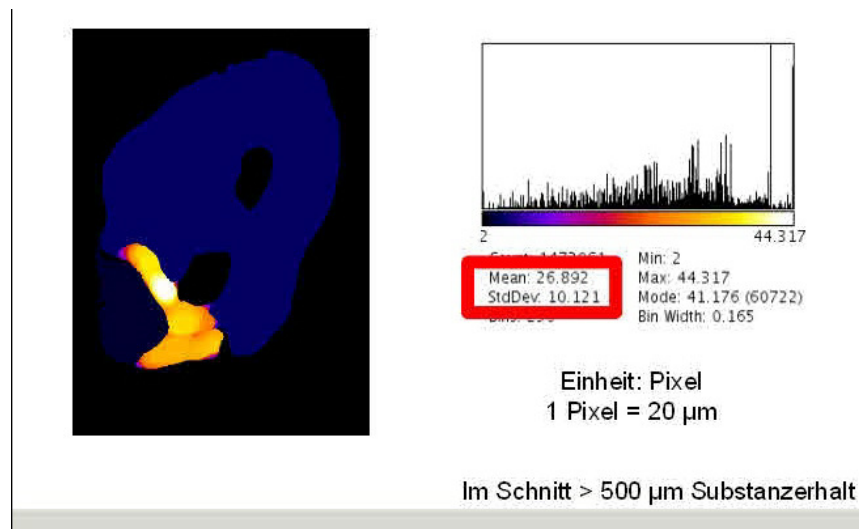 2 44.317
Min: 2
Mean: 26.892 Max: 44.317
StdDev: 10.121 Mode: 41.176 (60722)
Bin Width: 0.165
Einheit: Pixel
1 Pixel = 20 µm
Im Schnitt > 500 µm Substanzerhalt